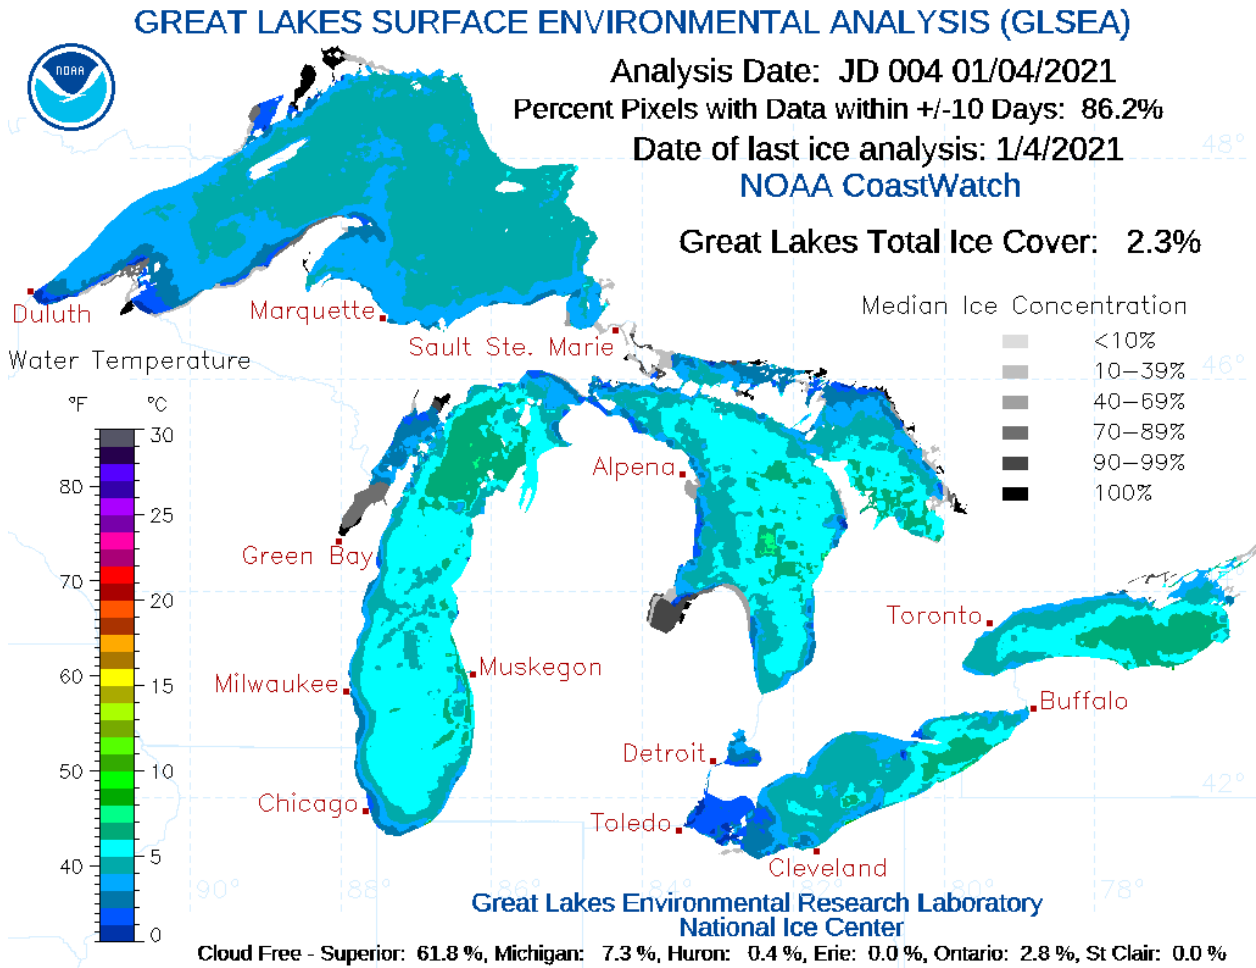 GREAT LAKES SURFACE ENVIRONMENTAL ANALYSIS (GLSEA)
NOAA
Analysis Date: JD 004 01/04/2021
Percent Pixels with Data within +/-10 Days: 86.2%
Date of last ice analysis: 1/4/2021
NOAA CoastWatch
48°
Great Lakes Total Ice Cover: 2.3%
Median Ice Concentration
<10%
10-39%
40-69%
70-89%
90-99%
100%
46°
Duluth
Marquette
Sault Ste. Marie
Water Temperature
°F °C
30
80
25
70
20
60
15
50
10
40
5
0
Alpena
Green Bay
Toronto
Milwaukee
Muskegon
Buffalo
Detroit
42°
Chicago
Toledo
Cleveland
90° 88° 86° 84° 82° 80° 78°
Great Lakes Environmental Research Laboratory
National Ice Center
Cloud Free - Superior: 61.8 %, Michigan: 7.3 %, Huron: 0.4 %, Erie: 0.0 %, Ontario: 2.8 %, St Clair: 0.0 %